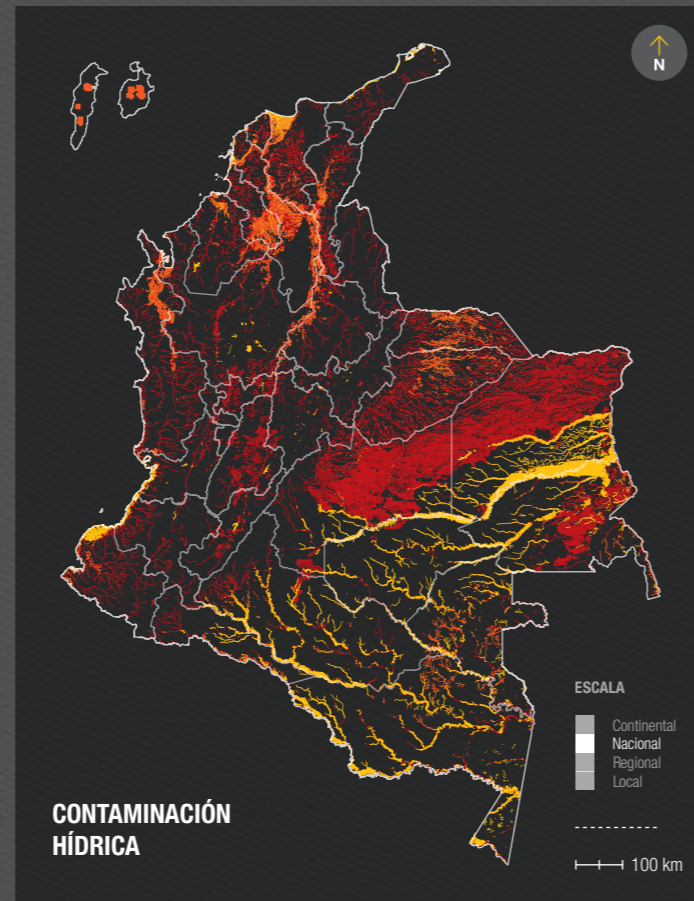 N
ESCALA
Continental
Nacional
Regional
Local
100 km
CONTAMINACIÓN
HÍDRICA